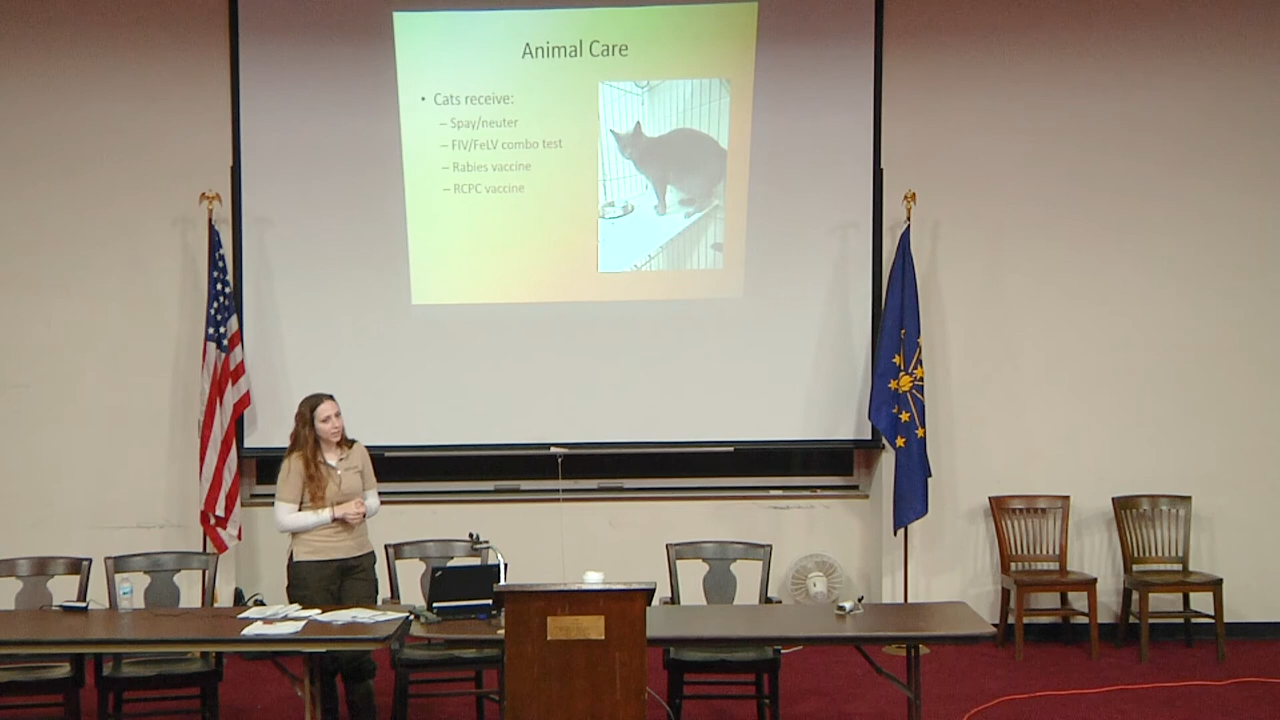 Animal Care
• Cats receive:
– Spay/neuter
– FIV/FeLV combo test
– Rabies vaccine
– RCPC vaccine